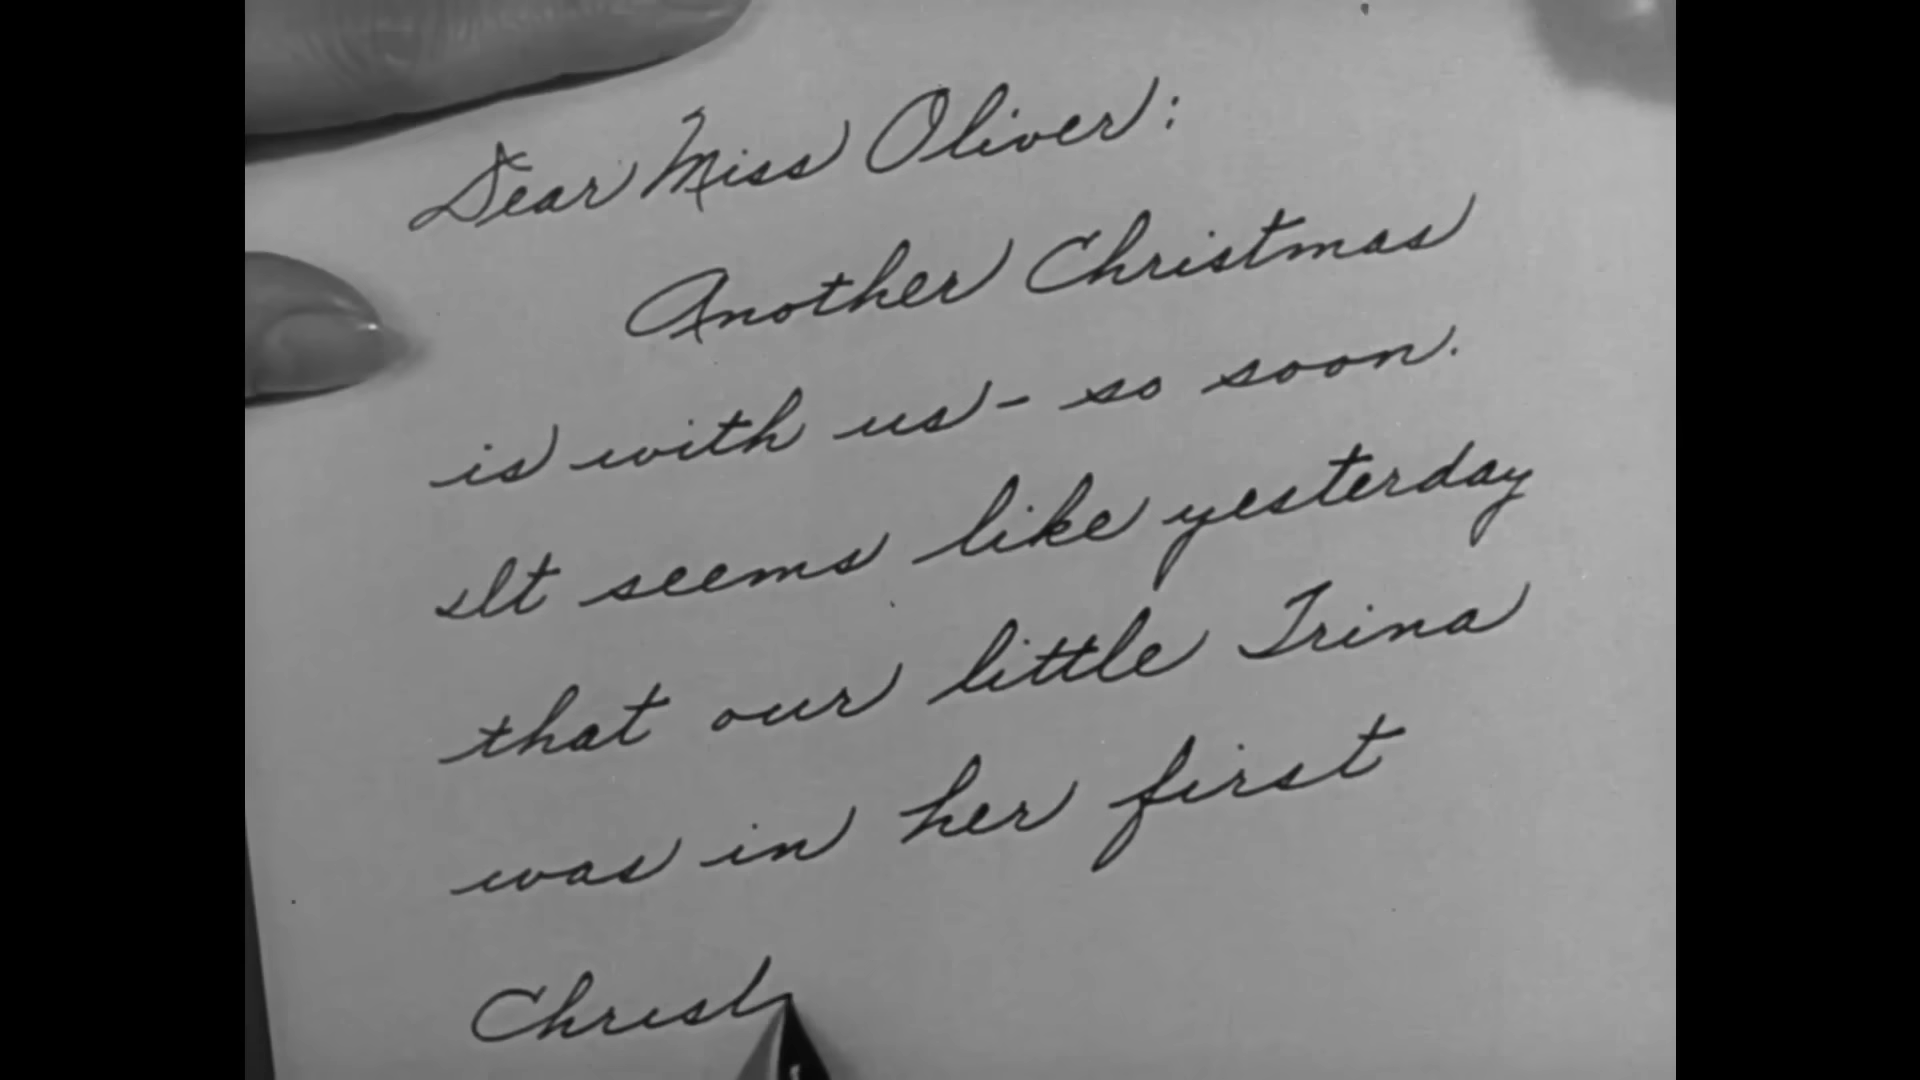 Dear Miss Oliver:
Another Christmas
is with us - so soon.
It seems like yesterday
that our little Trina
was in her first
Christ